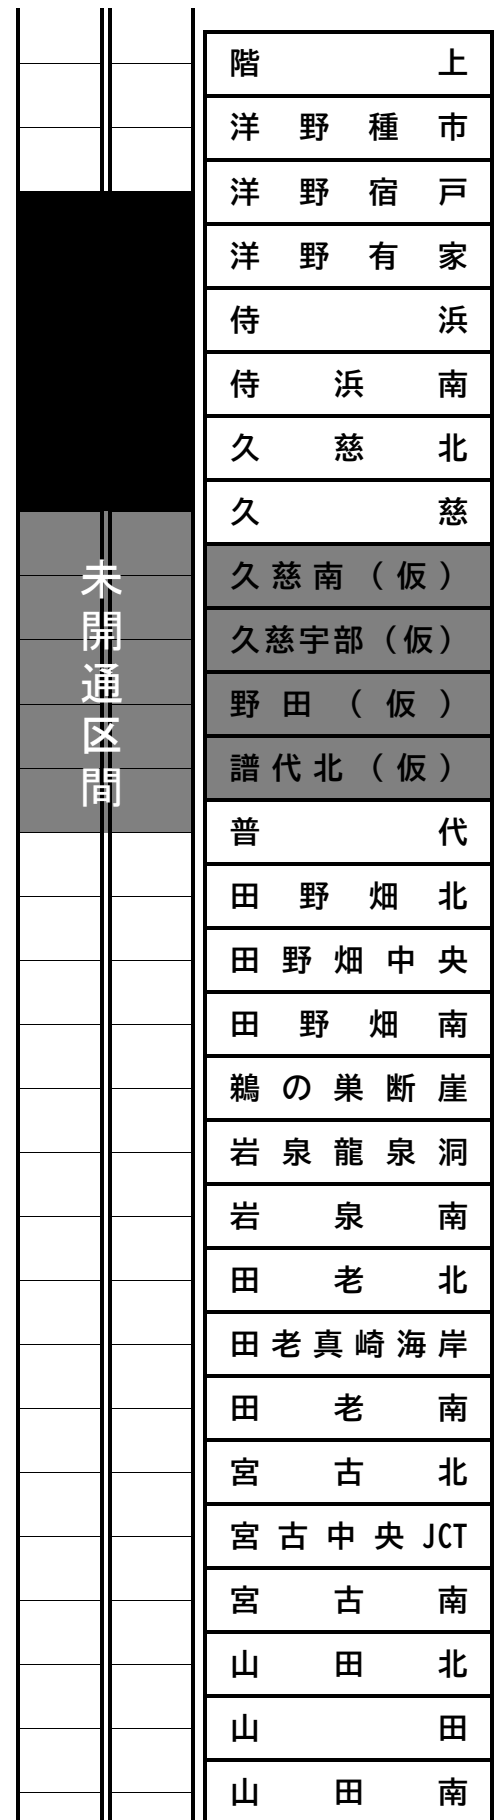 階上
洋野種市
洋野宿戸
洋野有家
侍浜
侍浜南
久慈北
久慈
久慈南（仮）
久慈宇部（仮）
野田（仮）
譜代北（仮）
普代
田野畑北
田野畑中央
田野畑南
鵜の巣断崖
岩泉龍泉洞
岩泉南
田老北
田老真崎海岸
田老南
宮古北
宮古中央JCT
宮古南
山田北
山田
山田南
未開通区間